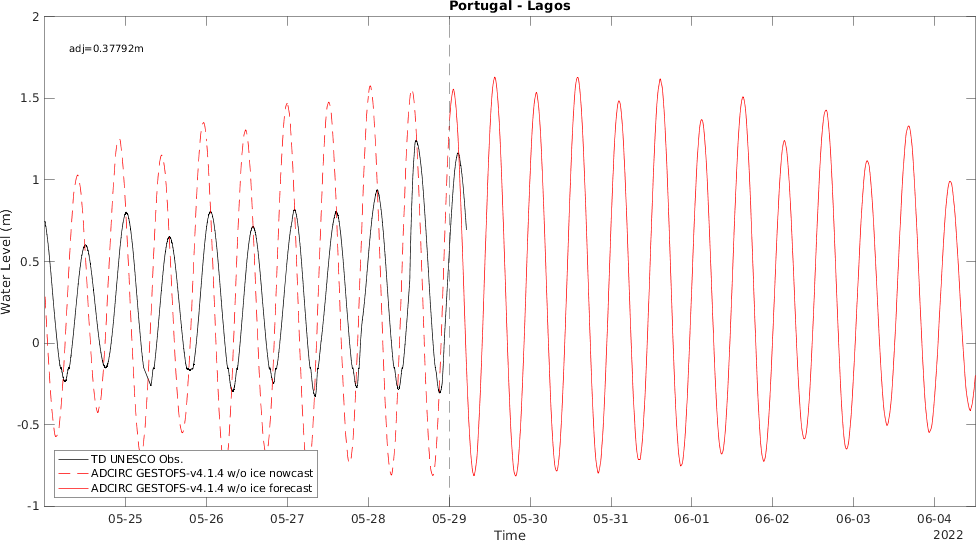 Portugal - Lagos
adj=0.37792m
Water Level (m)
2
1.5
1
0.5
0
-0.5
-1
TD UNESCO Obs.
ADCIRC GESTOFS-v4.1.4 w/o ice nowcast
ADCIRC GESTOFS-v4.1.4 w/o ice forecast
05-25 05-26 05-27 05-28 05-29 05-30 05-31 06-01 06-02 06-03 06-04
Time
2022